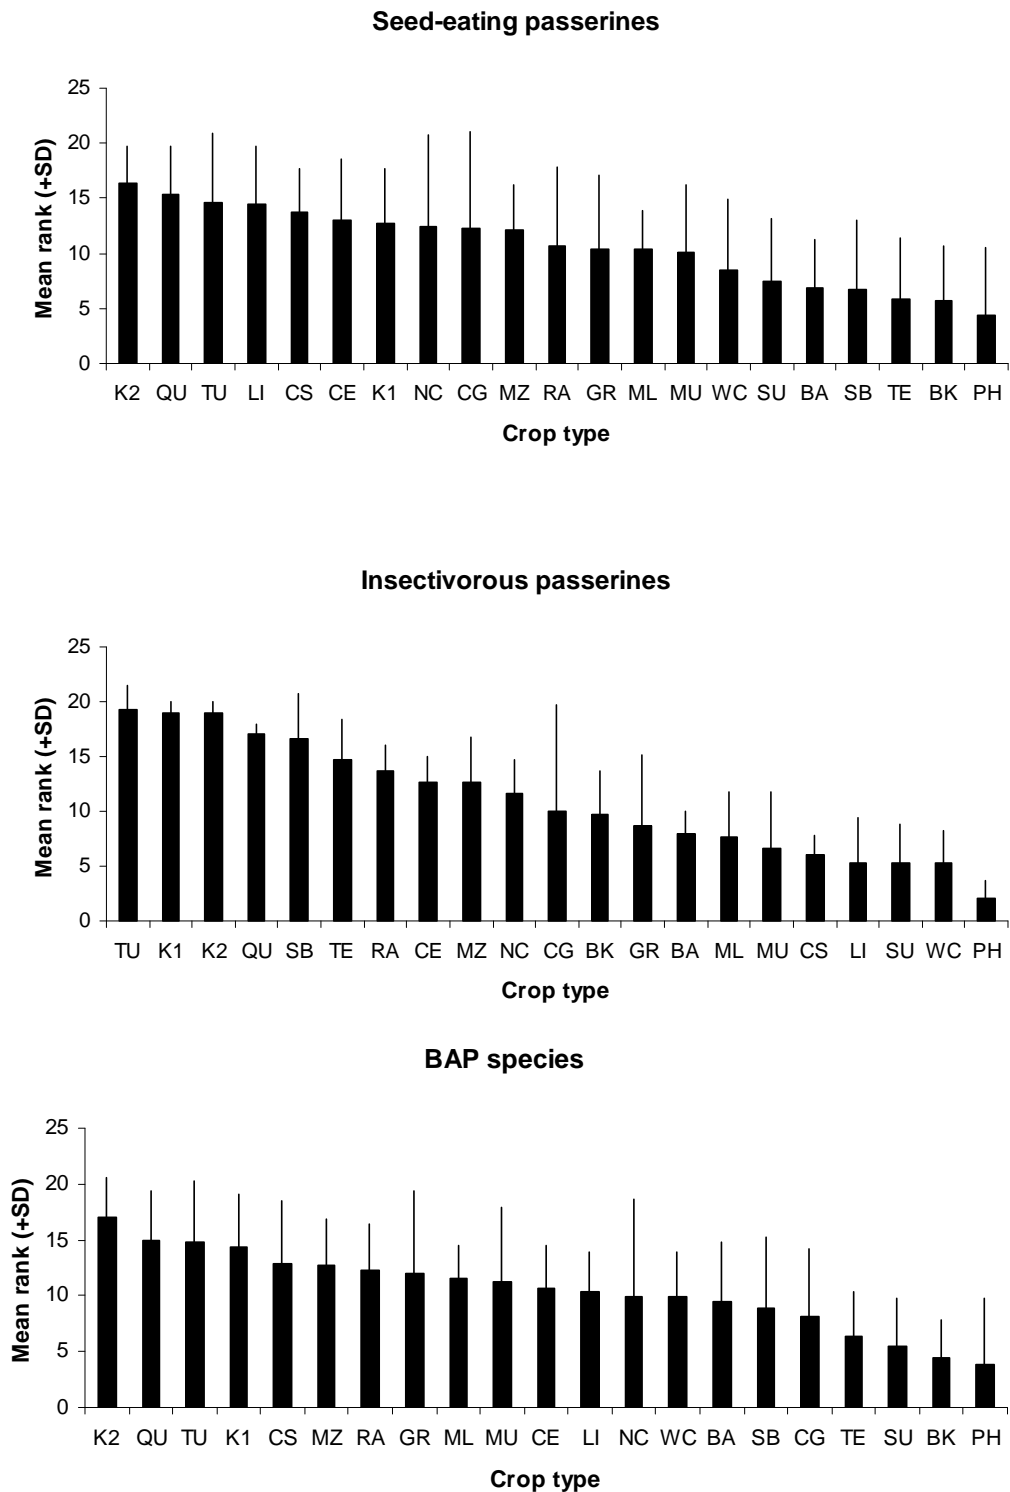 Seed-eating passerines
Mean rank (+SD)
25
20
15
10
5
0
K2 QU TU LI CS CE K1 NC CG MZ RA GR ML MU WC SU BA SB TE BK PH
Crop type
Insectivorous passerines
Mean rank (+SD)
25
20
15
10
5
0
TU K1 K2 QU SB TE RA CE MZ NC CG BK GR BA ML MU CS LI SU WC PH
Crop type
BAP species
Mean rank (+SD)
25
20
15
10
5
0
K2 QU TU K1 CS MZ RA GR ML MU CE LI NC WC BA SB CG TE SU BK PH
Crop type